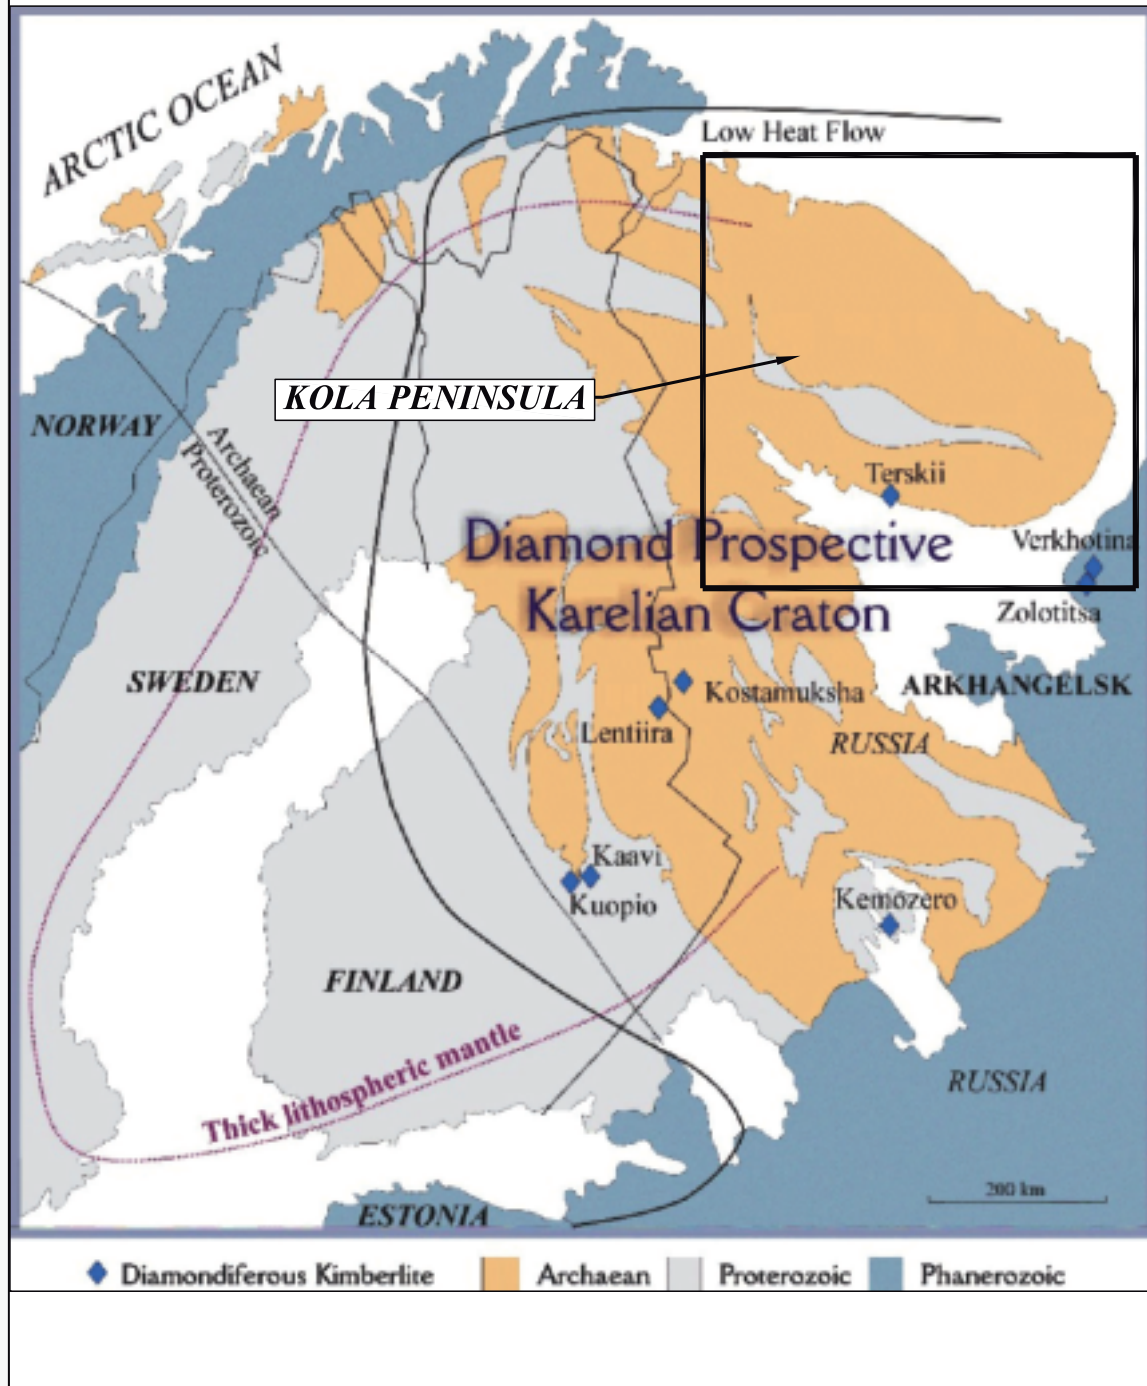 ARCTIC OCEAN
Low Heat Flow
KOLA PENINSULA
NORWAY
Archaean
Proterozoic
Terskii
Diamond Prospective
Karelian Craton
Verkhotina
Zolotitsa
SWEDEN
Kostamuksha
ARKHANGELSK
Lentiira
RUSSIA
Kaavi
Kuopio
Kemozero
FINLAND
Thick lithospheric mantle
RUSSIA
200 km
ESTONIA
Diamondiferous Kimberlite
Archaean
Proterozoic
Phanerozoic